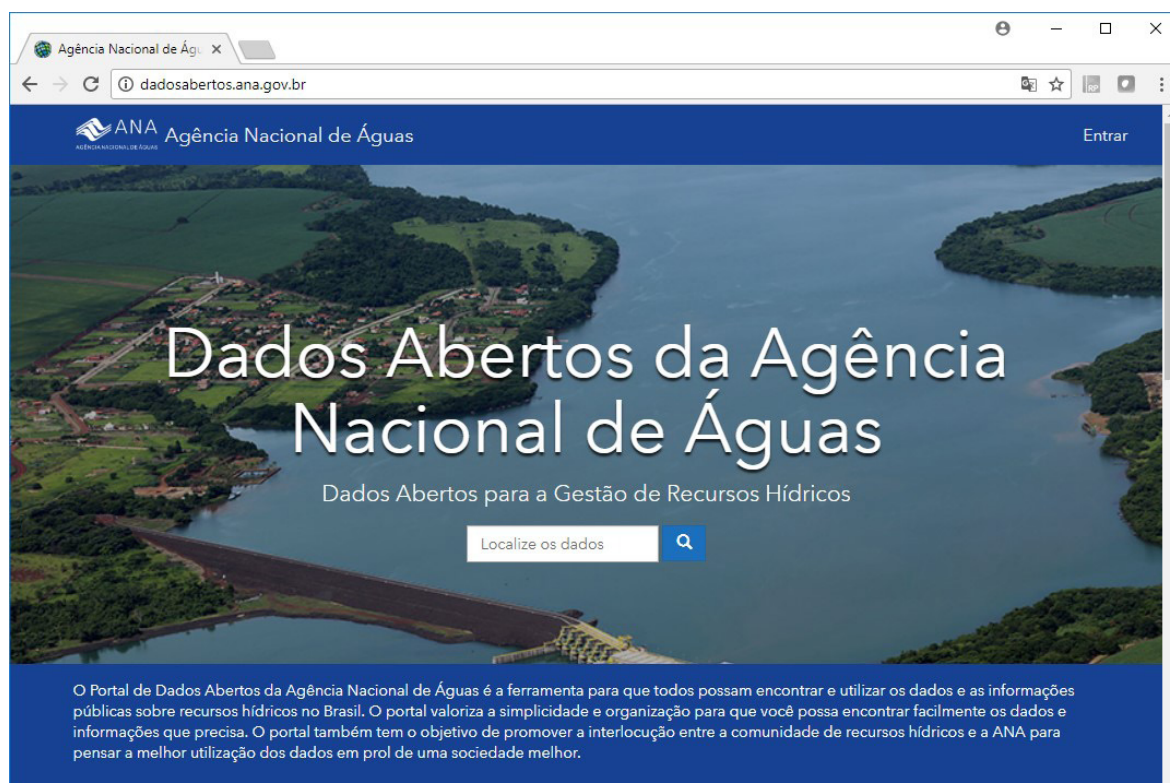 Agência Nacional de Águ
dadosabertos.ana.gov.br
RP
ANA
AGÊNCIA NACIONAL DE ÁGUAS
Agência Nacional de Águas
Entrar
Dados Abertos da Agência
Nacional de Águas
Dados Abertos para a Gestão de Recursos Hídricos
Localize os dados
O Portal de Dados Abertos da Agência Nacional de Águas é a ferramenta para que todos possam encontrar e utilizar os dados e as informações
públicas sobre recursos hídricos no Brasil. O portal valoriza a simplicidade e organização para que você possa encontrar facilmente os dados e
informações que precisa. O portal também tem o objetivo de promover a interlocução entre a comunidade de recursos hídricos e a ANA para
pensar a melhor utilização dos dados em prol de uma sociedade melhor.